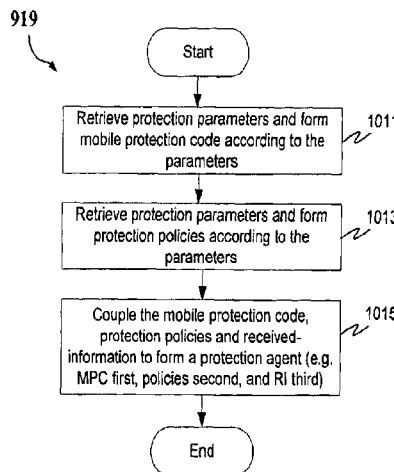 919
Start
Retrieve protection parameters and form
mobile protection code according to the
parameters
1011
Retrieve protection parameters and form
protection policies according to the
parameters
1013
Couple the mobile protection code,
protection policies and received-
information to form a protection agent (e.g.
MPC first, policies second, and RI third)
1015
End